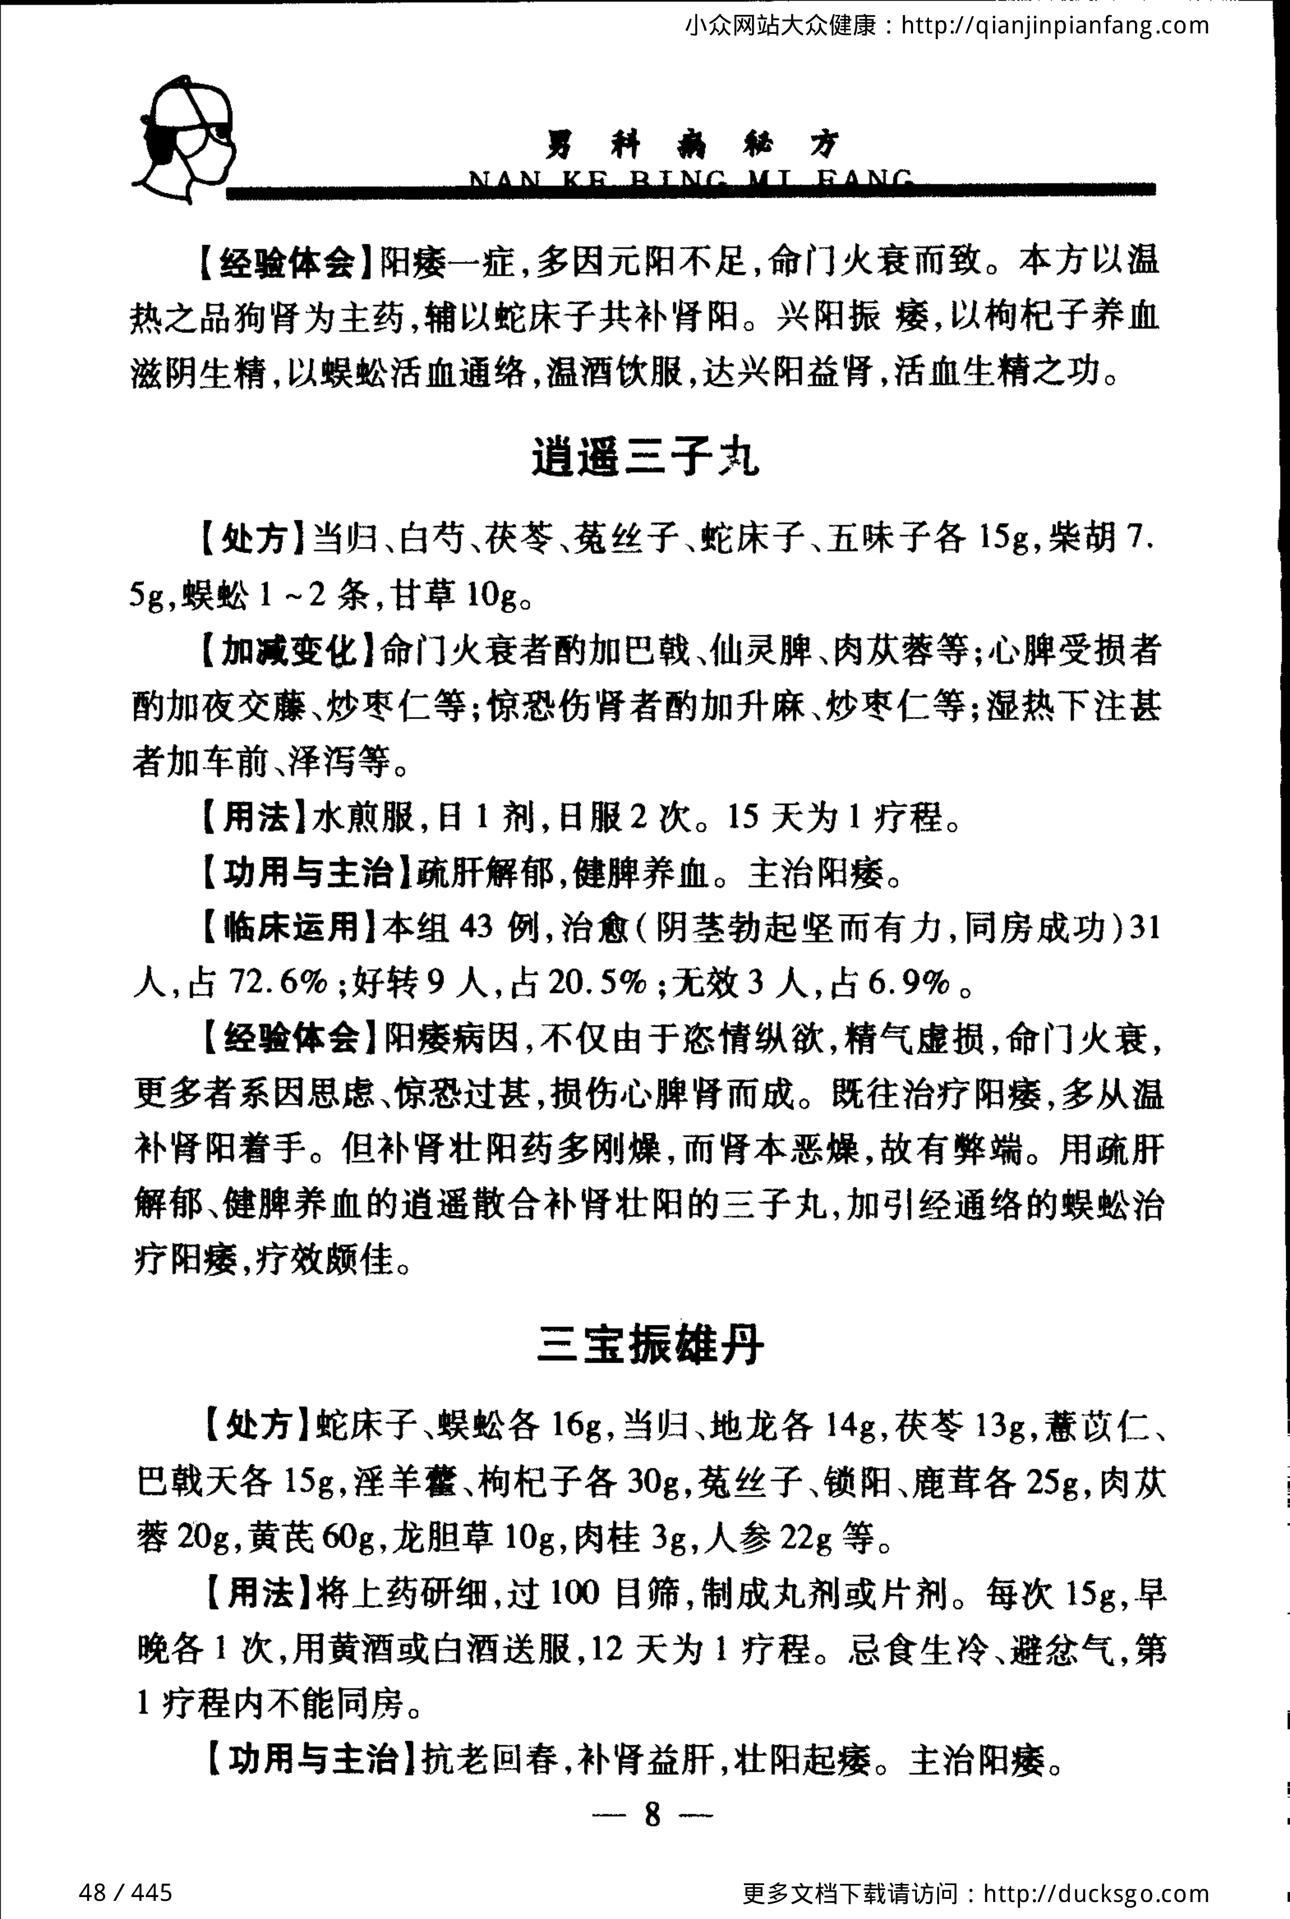 小众网站大众健康：http://qianjinpianfang.com
男科病秘方
NAN KE BING MI FANG
【经验体会】阳痿一症,多因元阳不足,命门火衰而致。本方以温
热之品狗肾为主药,辅以蛇床子共补肾阳。兴阳振 痿,以枸杞子养血
滋阴生精,以蜈蚣活血通络,温酒饮服,达兴阳益肾,活血生精之功。
逍遥三子丸
【处方】当归、白芍、茯苓、菟丝子、蛇床子、五味子各 15g,柴胡 7.
5g,蜈蚣 1～2 条,甘草 10g。
【加减变化】命门火衰者酌加巴戟、仙灵脾、肉苁蓉等;心脾受损者
酌加夜交藤、炒枣仁等;惊恐伤肾者酌加升麻、炒枣仁等;湿热下注甚
者加车前、泽泻等。
【用法】水煎服,日 1 剂,日服 2 次。15 天为 1 疗程。
【功用与主治】疏肝解郁,健脾养血。主治阳痿。
【临床运用】本组 43 例,治愈(阴茎勃起坚而有力,同房成功)31
人,占 72.6%;好转 9 人,占 20.5%;无效 3 人,占 6.9%。
【经验体会】阳痿病因,不仅由于恣情纵欲,精气虚损,命门火衰,
更多者系因思虑、惊恐过甚,损伤心脾肾而成。既往治疗阳痿,多从温
补肾阳着手。但补肾壮阳药多刚燥,而肾本恶燥,故有弊端。用疏肝
解郁、健脾养血的逍遥散合补肾壮阳的三子丸,加引经通络的蜈蚣治
疗阳痿,疗效颇佳。
三宝振雄丹
【处方】蛇床子、蜈蚣各 16g,当归、地龙各 14g,茯苓 13g,薏苡仁、
巴戟天各 15g,淫羊藿、枸杞子各 30g,菟丝子、锁阳、鹿茸各 25g,肉苁
蓉 20g,黄芪 60g,龙胆草 10g,肉桂 3g,人参 22g 等。
【用法】将上药研细,过 100 目筛,制成丸剂或片剂。每次 15g,早
晚各 1 次,用黄酒或白酒送服,12 天为 1 疗程。忌食生冷、避忿气,第
1 疗程内不能同房。
【功用与主治】抗老回春,补肾益肝,壮阳起痿。主治阳痿。
— 8 —
48 / 445
更多文档下载请访问：http://ducksgo.com